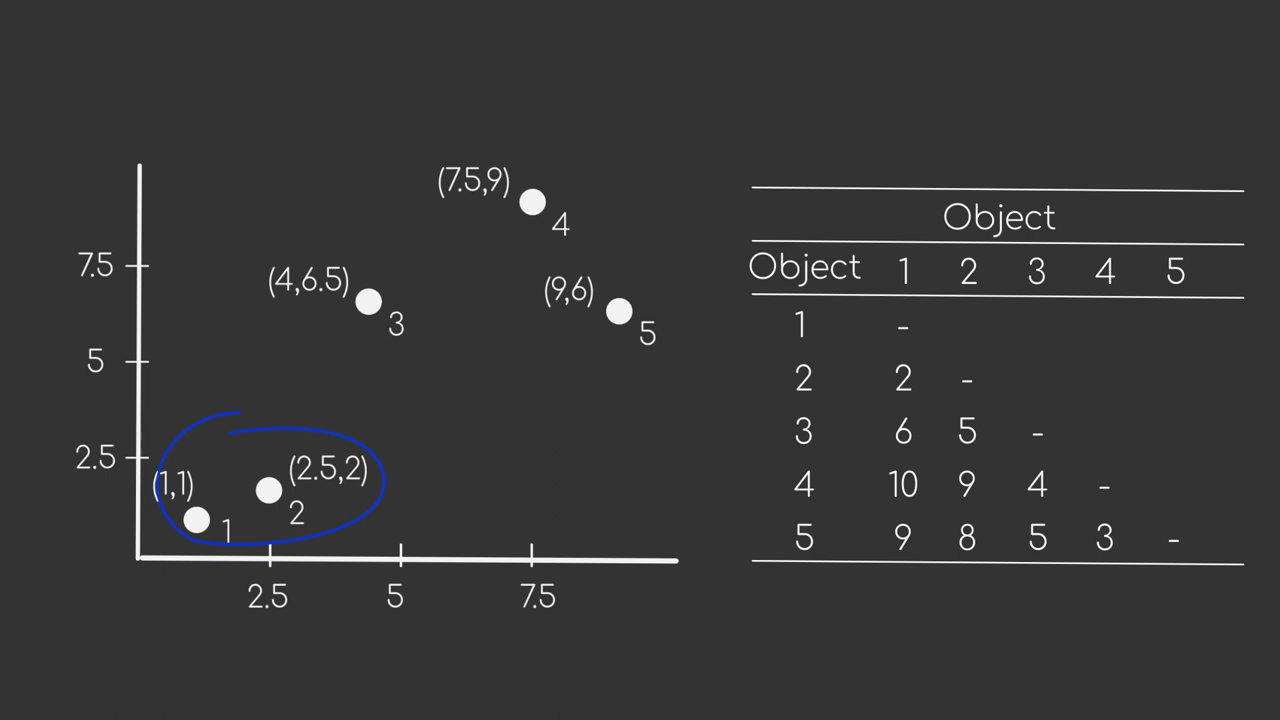 (7.5,9)
4
7.5
(4,6.5)
3
(9,6)
5
5
2.5
(1,1)
1
(2.5,2)
2
2.5 5 7.5
Object
Object 1 2 3 4 5
1 -
2 2 -
3 6 5 -
4 10 9 4 -
5 9 8 5 3 -